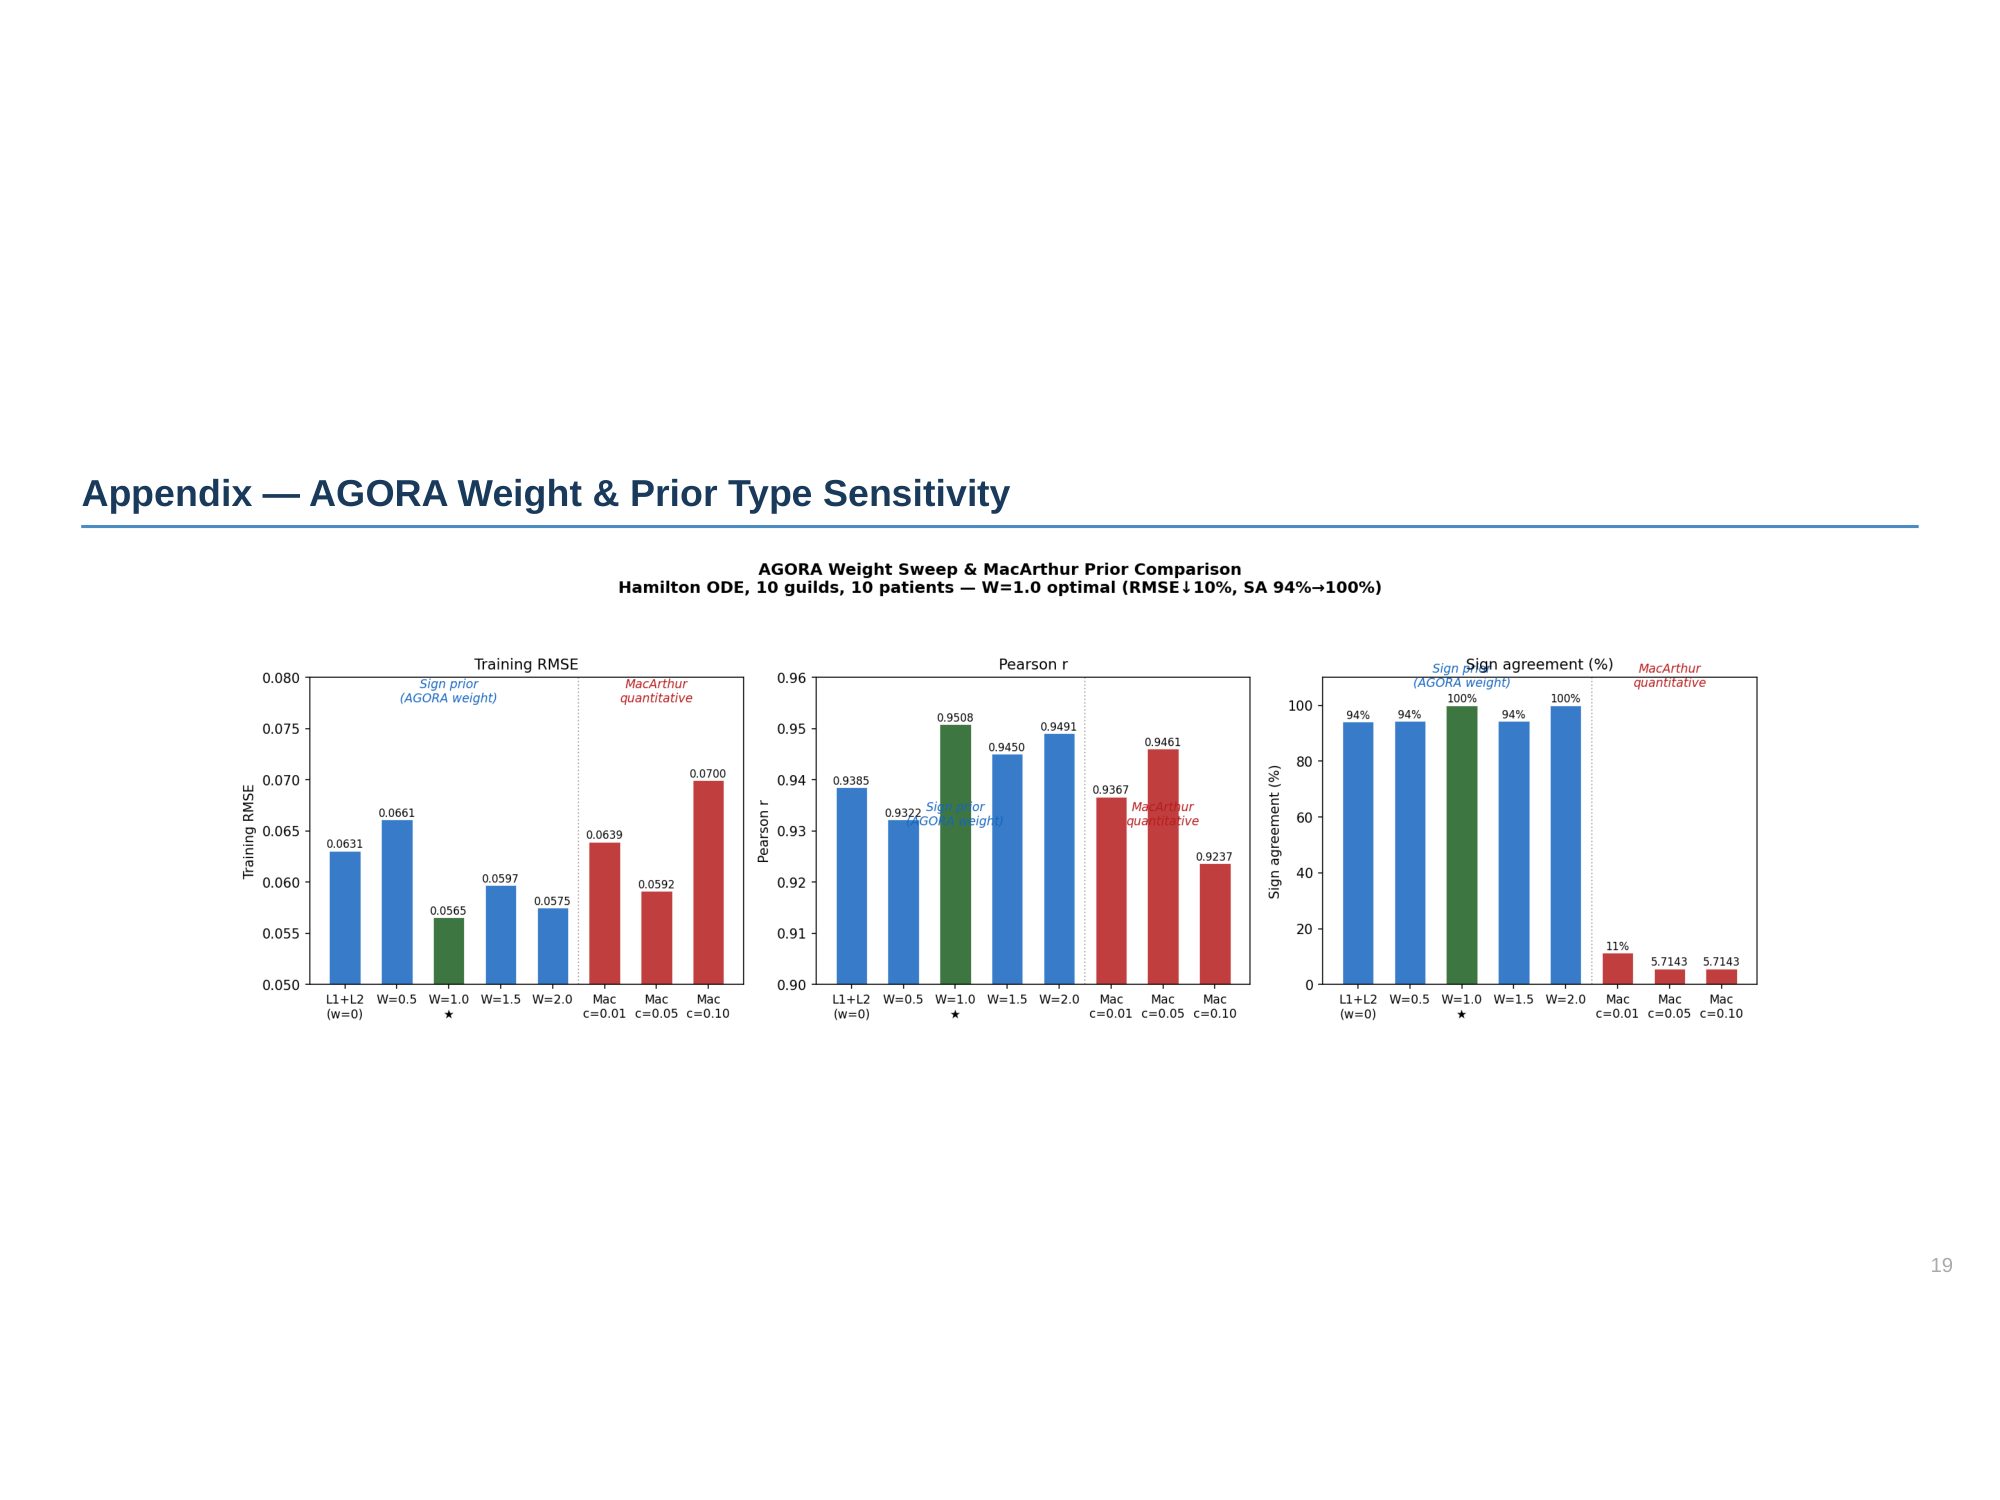 Appendix — AGORA Weight & Prior Type Sensitivity
AGORA Weight Sweep & MacArthur Prior Comparison
Hamilton ODE, 10 guilds, 10 patients — W=1.0 optimal (RMSE↓10%, SA 94%→100%)
Training RMSE
Sign prior
(AGORA weight)
MacArthur
quantitative
Training RMSE
0.080
0.075
0.070
0.065
0.060
0.055
0.050
0.0631
0.0661
0.0565
0.0597
0.0575
0.0639
0.0592
0.0700
L1+L2
(w=0)
W=0.5
W=1.0
★
W=1.5
W=2.0
Mac
c=0.01
Mac
c=0.05
Mac
c=0.10
Pearson r
Pearson r
0.96
0.95
0.94
0.93
0.92
0.91
0.90
0.9385
0.9322
0.9508
0.9450
0.9491
0.9367
0.9461
0.9237
Sign prior
(AGORA weight)
MacArthur
quantitative
L1+L2
(w=0)
W=0.5
W=1.0
★
W=1.5
W=2.0
Mac
c=0.01
Mac
c=0.05
Mac
c=0.10
Sign agreement (%)
Sign prior
(AGORA weight)
MacArthur
quantitative
Sign agreement (%)
100
80
60
40
20
0
94%
94%
100%
94%
100%
11%
5.7143
5.7143
L1+L2
(w=0)
W=0.5
W=1.0
★
W=1.5
W=2.0
Mac
c=0.01
Mac
c=0.05
Mac
c=0.10
19